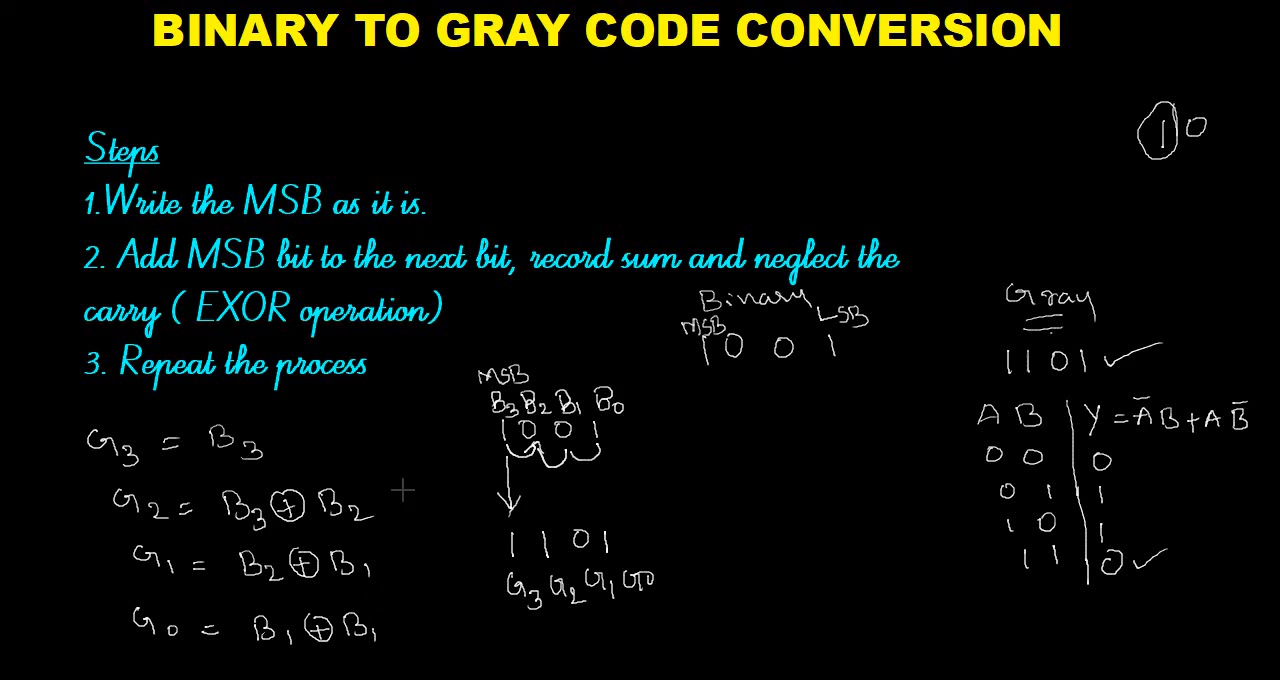 BINARY TO GRAY CODE CONVERSION
1 0
Steps
1.Write the MSB as it is.
2. Add MSB bit to the next bit, record sum and neglect the
carry ( EXOR operation)
3. Repeat the process
Binary
MSB LSB
1 0 0 1
Gray
1 1 0 1 ✓
MSB
B3 B2 B1 B0
1 0 0 1
1 1 0 1
G3 G2 G1 G0
G3 = B3
G2 = B3 ⊕ B2
G1 = B2 ⊕ B1
G0 = B1 ⊕ B1
A B | Y = A̅B + AB̅
0 0 | 0
0 1 | 1
1 0 | 1
1 1 | 0 ✓